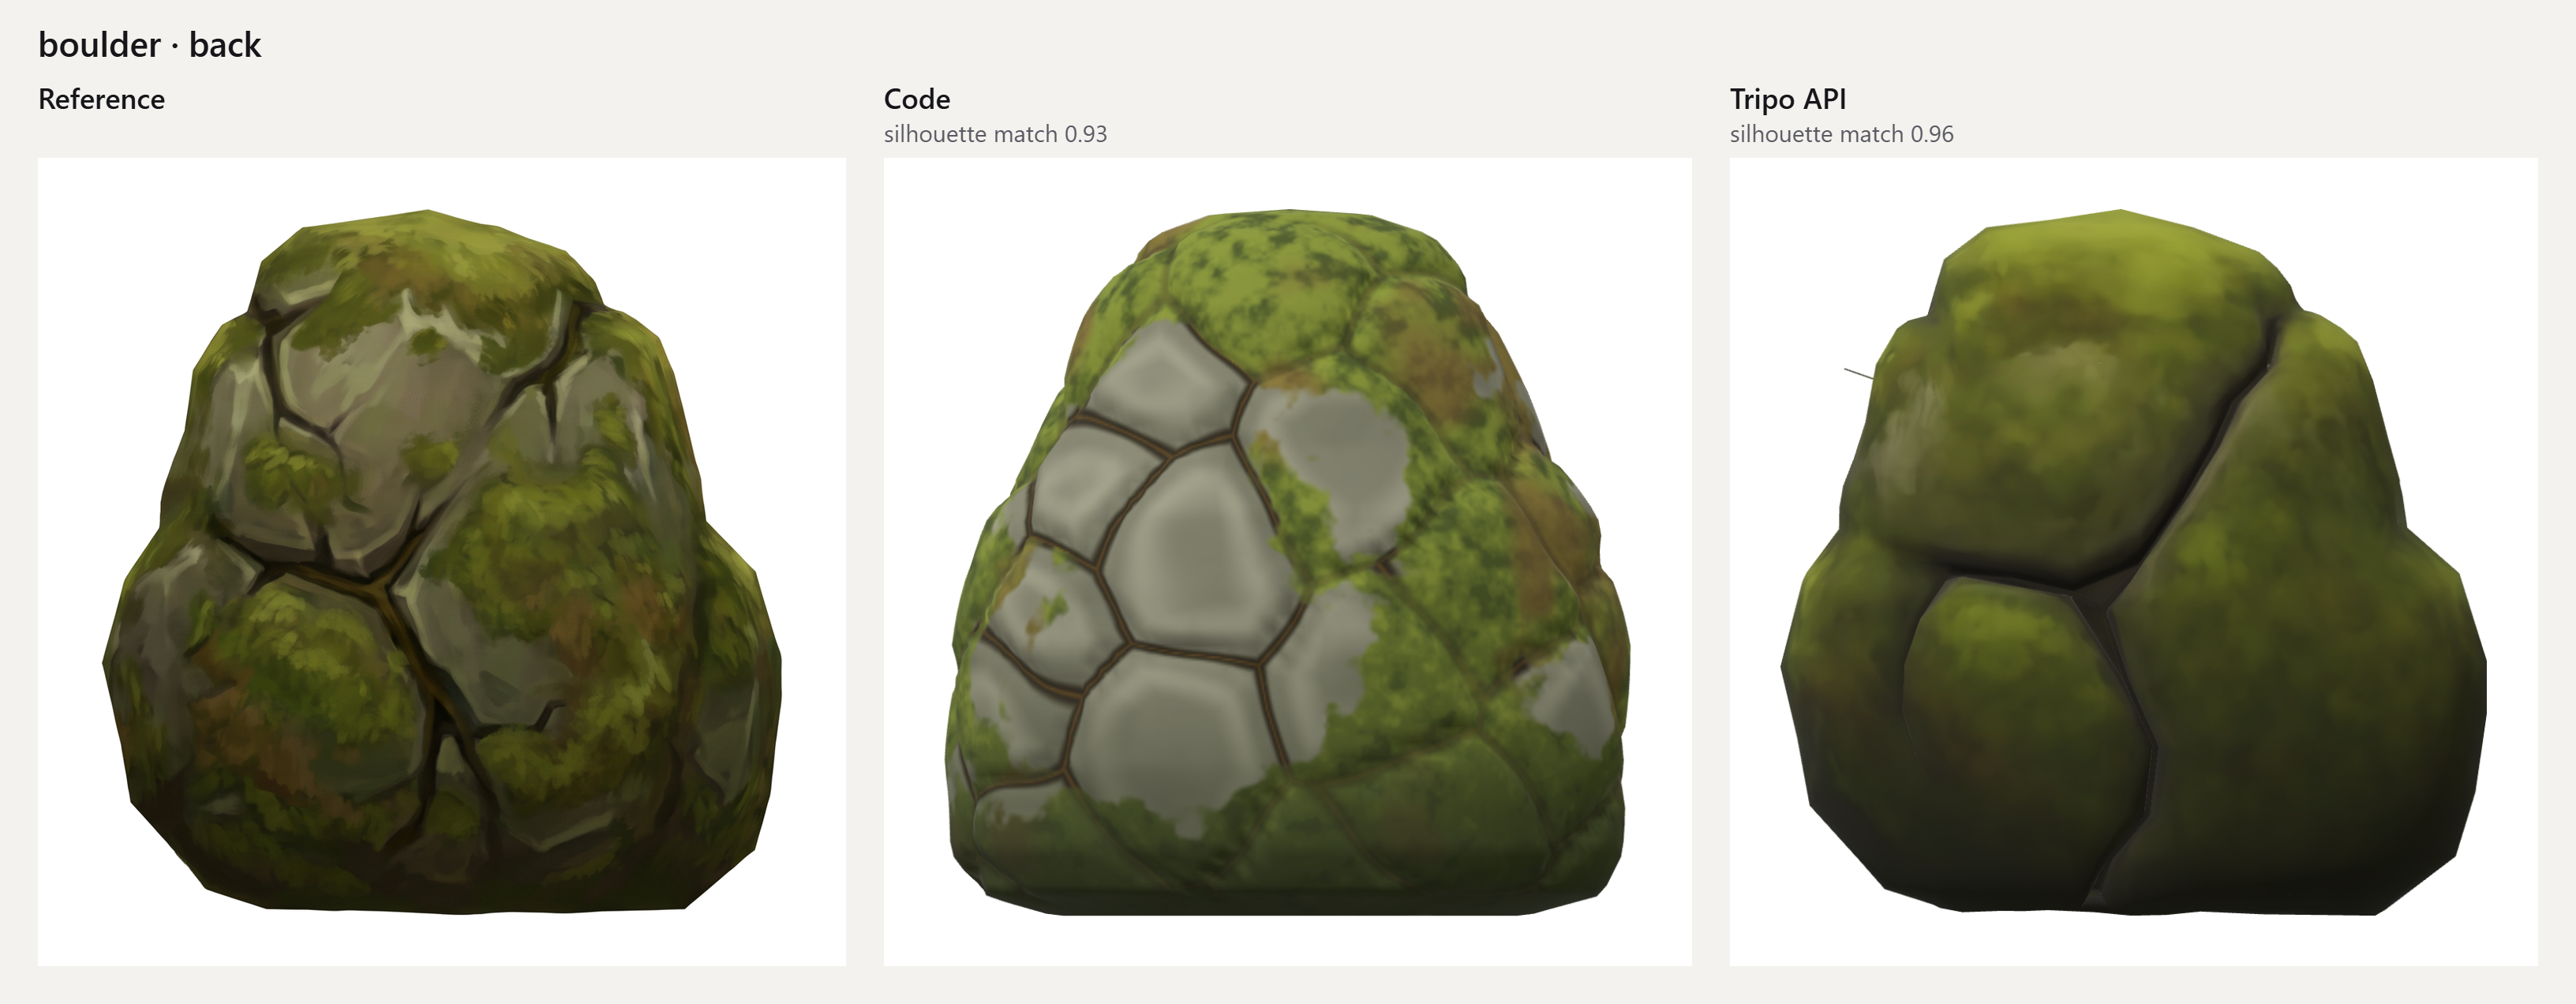 boulder · back
Reference
Code
silhouette match 0.93
Tripo API
silhouette match 0.96